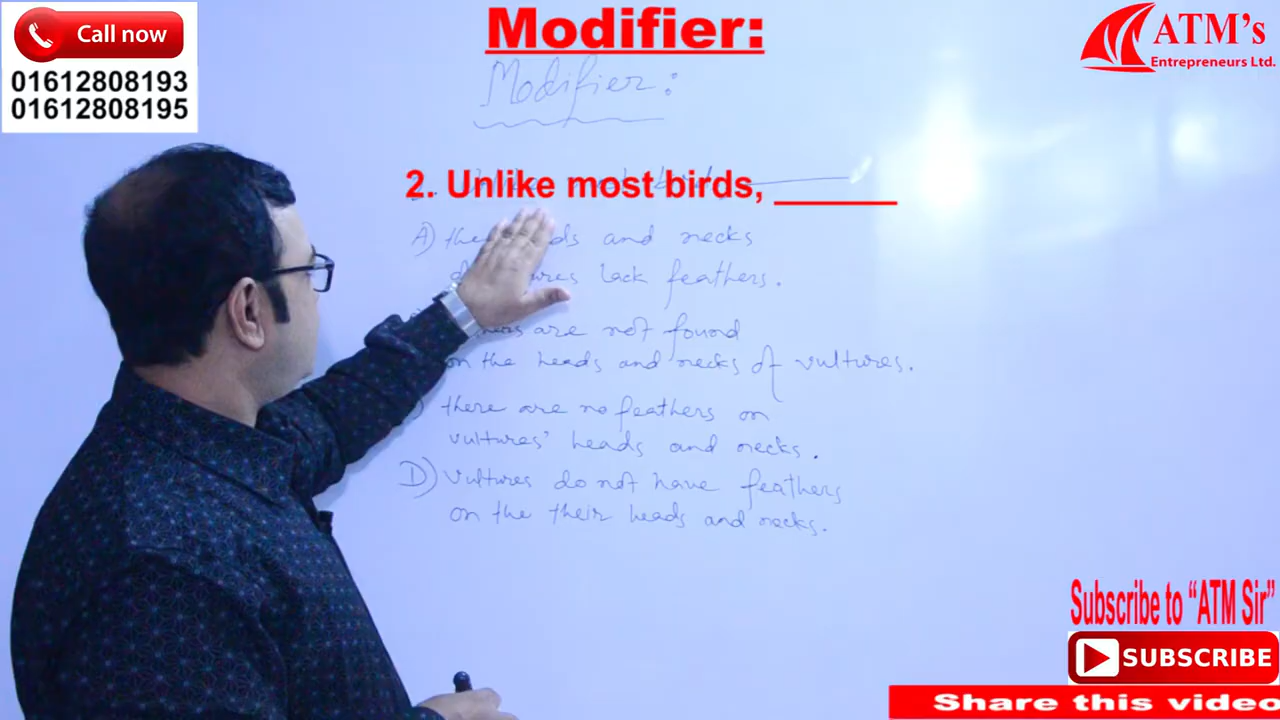 Call now
01612808193
01612808195
Modifier:
ATM's
Entrepreneurs Ltd.
Modifier:
2. Unlike most birds, ______
A) the and necks
lack feathers.
are not found
on the heads and necks of vultures.
there are no feathers on
vultures' heads and necks.
D) vultures do not have feathers
on the their heads and necks.
Subscribe to “ATM Sir”
SUBSCRIBE
Share this video